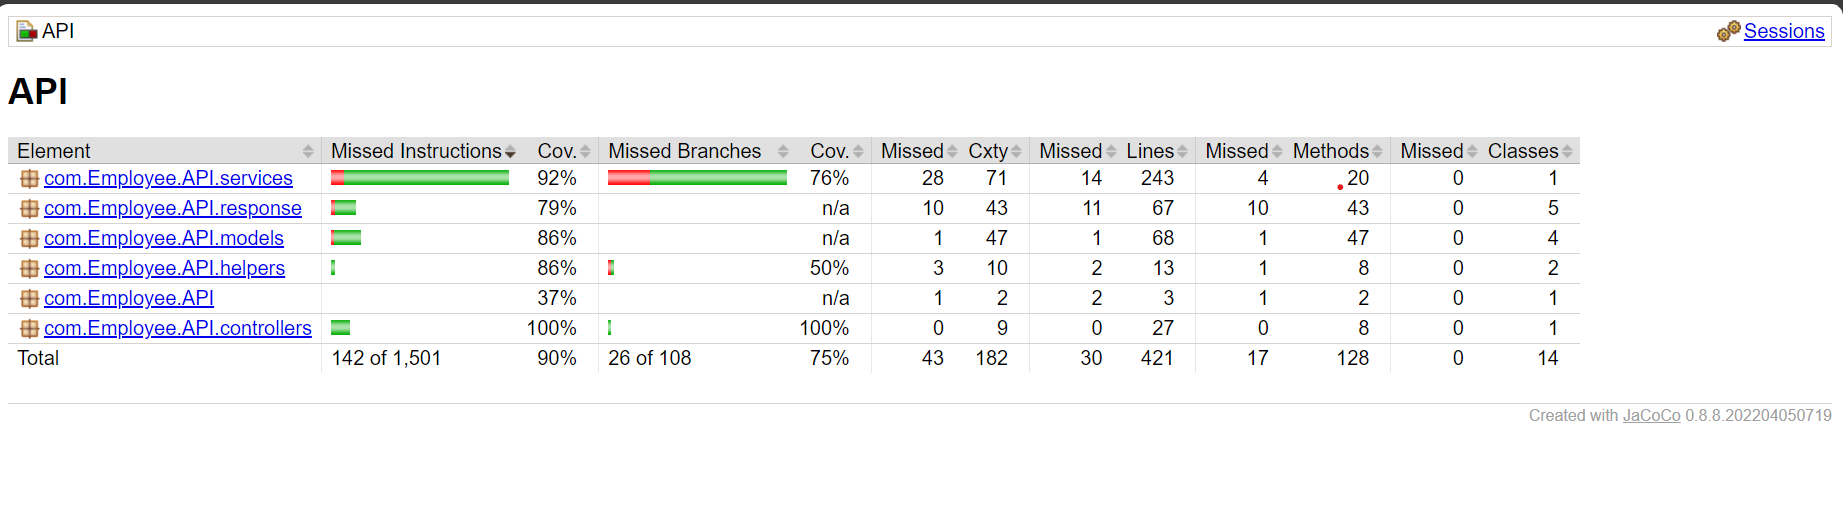 API Sessions
API
Element Missed Instructions Cov. Missed Branches Cov. Missed Cxty Missed Lines Missed Methods Missed Classes
com.Employee.API.services 92% 76% 28 71 14 243 4 20 0 1
com.Employee.API.response 79% n/a 10 43 11 67 10 43 0 5
com.Employee.API.models 86% n/a 1 47 1 68 1 47 0 4
com.Employee.API.helpers 86% 50% 3 10 2 13 1 8 0 2
com.Employee.API 37% n/a 1 2 2 3 1 2 0 1
com.Employee.API.controllers 100% 100% 0 9 0 27 0 8 0 1
Total 142 of 1,501 90% 26 of 108 75% 43 182 30 421 17 128 0 14
Created with JaCoCo 0.8.8.202204050719